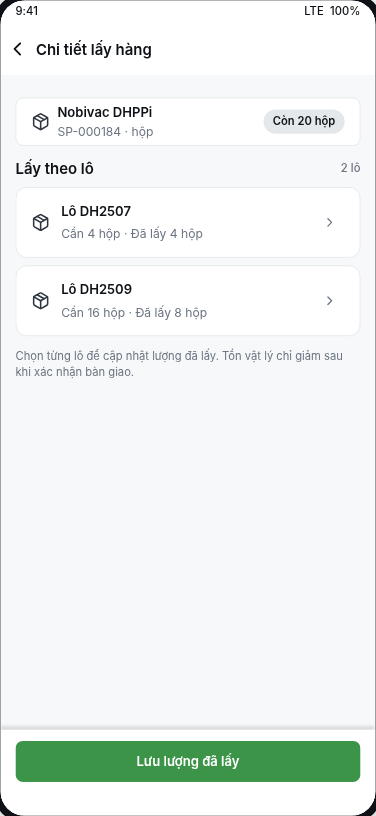 9:41
LTE 100%
Chi tiết lấy hàng
Nobivac DHPPi
SP-000184 · hộp
Còn 20 hộp
Lấy theo lô
2 lô
Lô DH2507
Cần 4 hộp · Đã lấy 4 hộp
Lô DH2509
Cần 16 hộp · Đã lấy 8 hộp
Chọn từng lô để cập nhật lượng đã lấy. Tồn vật lý chỉ giảm sau
khi xác nhận bàn giao.
Lưu lượng đã lấy